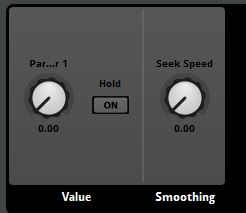 Par...r 1
Hold
Seek Speed
ON
0.00
0.00
Value
Smoothing